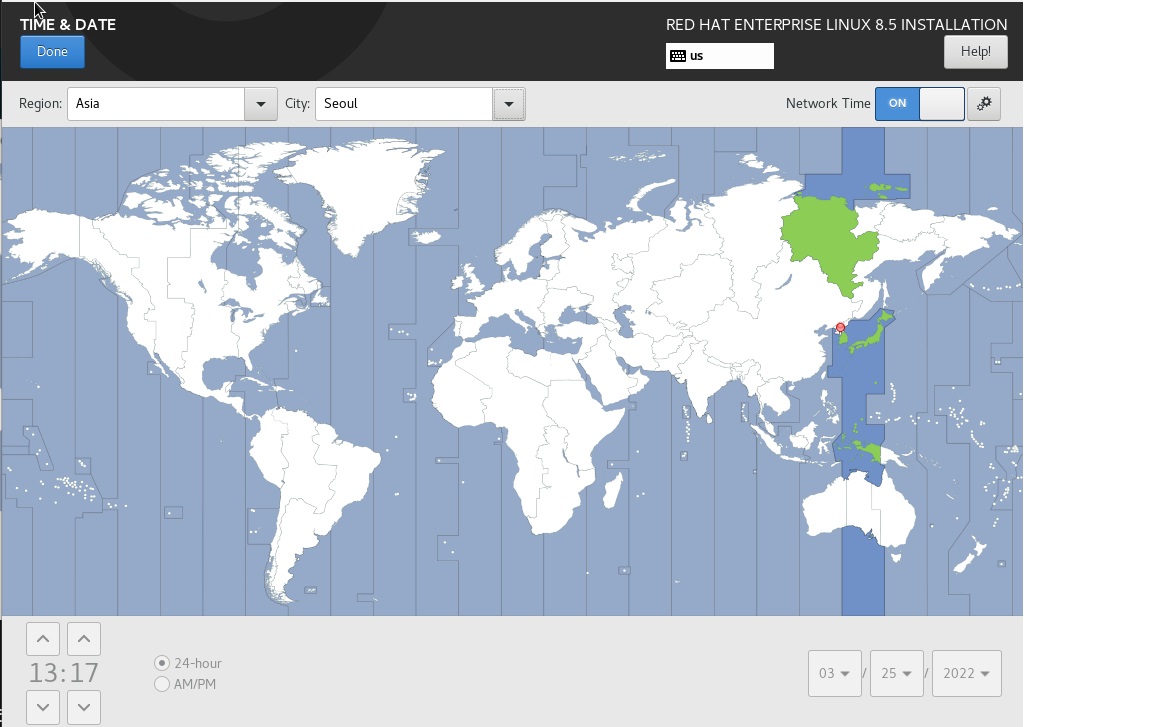 TIME & DATE
RED HAT ENTERPRISE LINUX 8.5 INSTALLATION
Done
us
Help!
Region: Asia City: Seoul Network Time ON
13:17
24-hour
AM/PM
03 / 25 / 2022